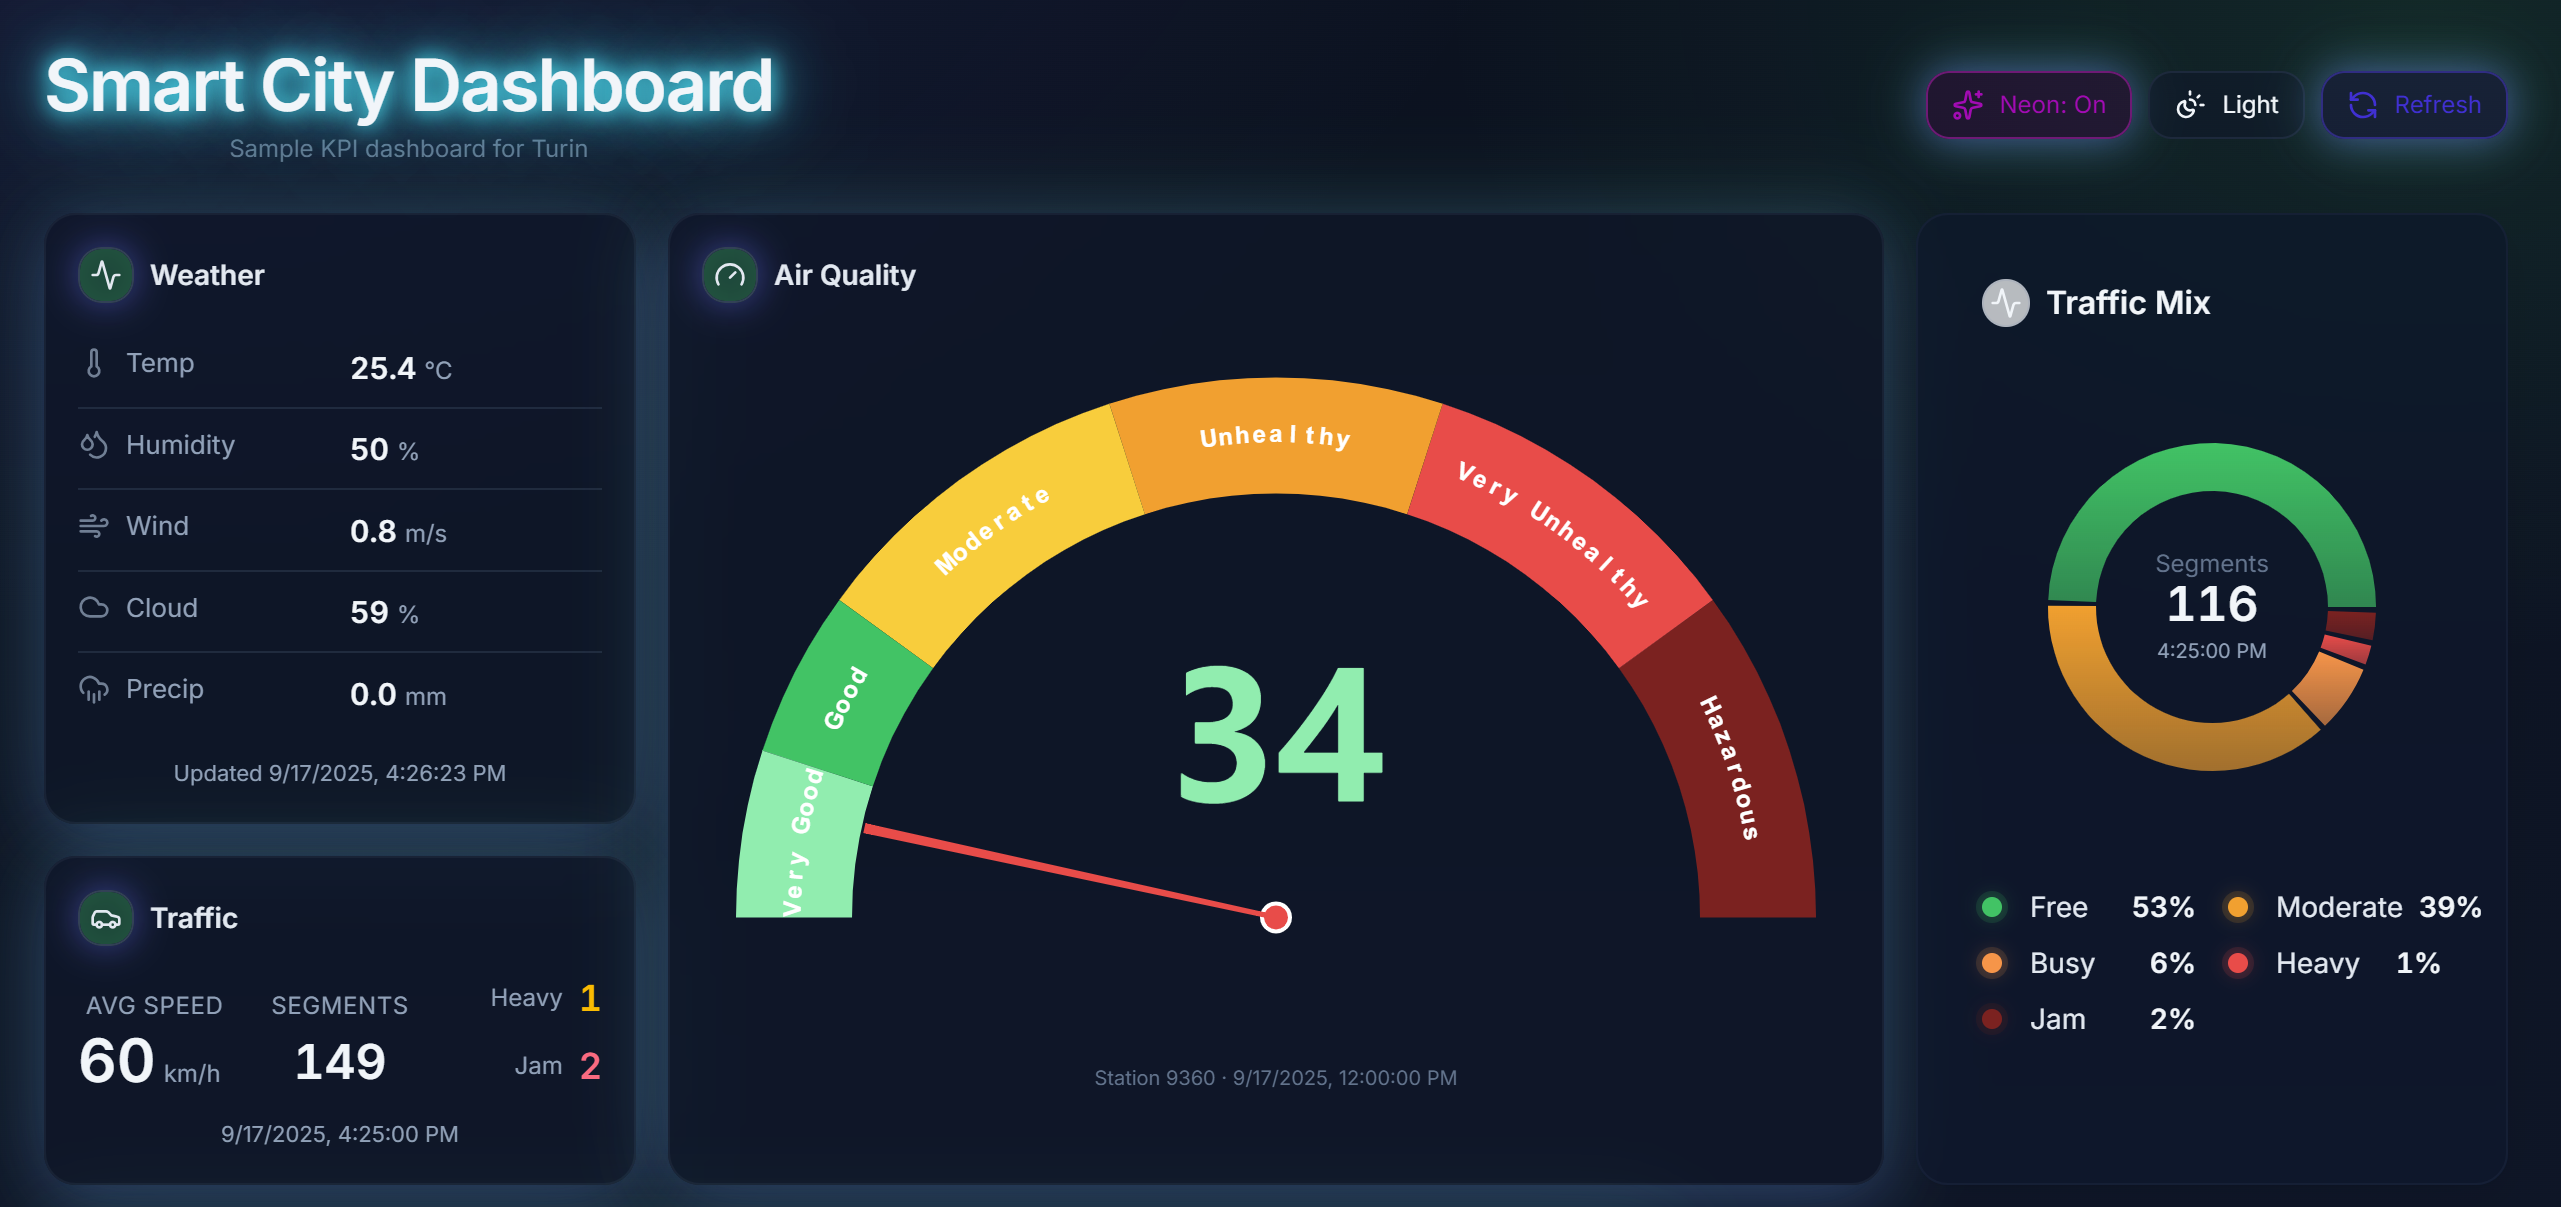 Smart City Dashboard
Sample KPI dashboard for Turin
Neon: On
Light
Refresh
Weather
Temp 25.4 °C
Humidity 50 %
Wind 0.8 m/s
Cloud 59 %
Precip 0.0 mm
Updated 9/17/2025, 4:26:23 PM
Traffic
AVG SPEED
60 km/h
SEGMENTS
149
Heavy 1
Jam 2
9/17/2025, 4:25:00 PM
Air Quality
Very Good
Good
Moderate
Unhealthy
Very Unhealthy
Hazardous
34
Station 9360 · 9/17/2025, 12:00:00 PM
Traffic Mix
Segments
116
4:25:00 PM
Free 53% Moderate 39%
Busy 6% Heavy 1%
Jam 2%